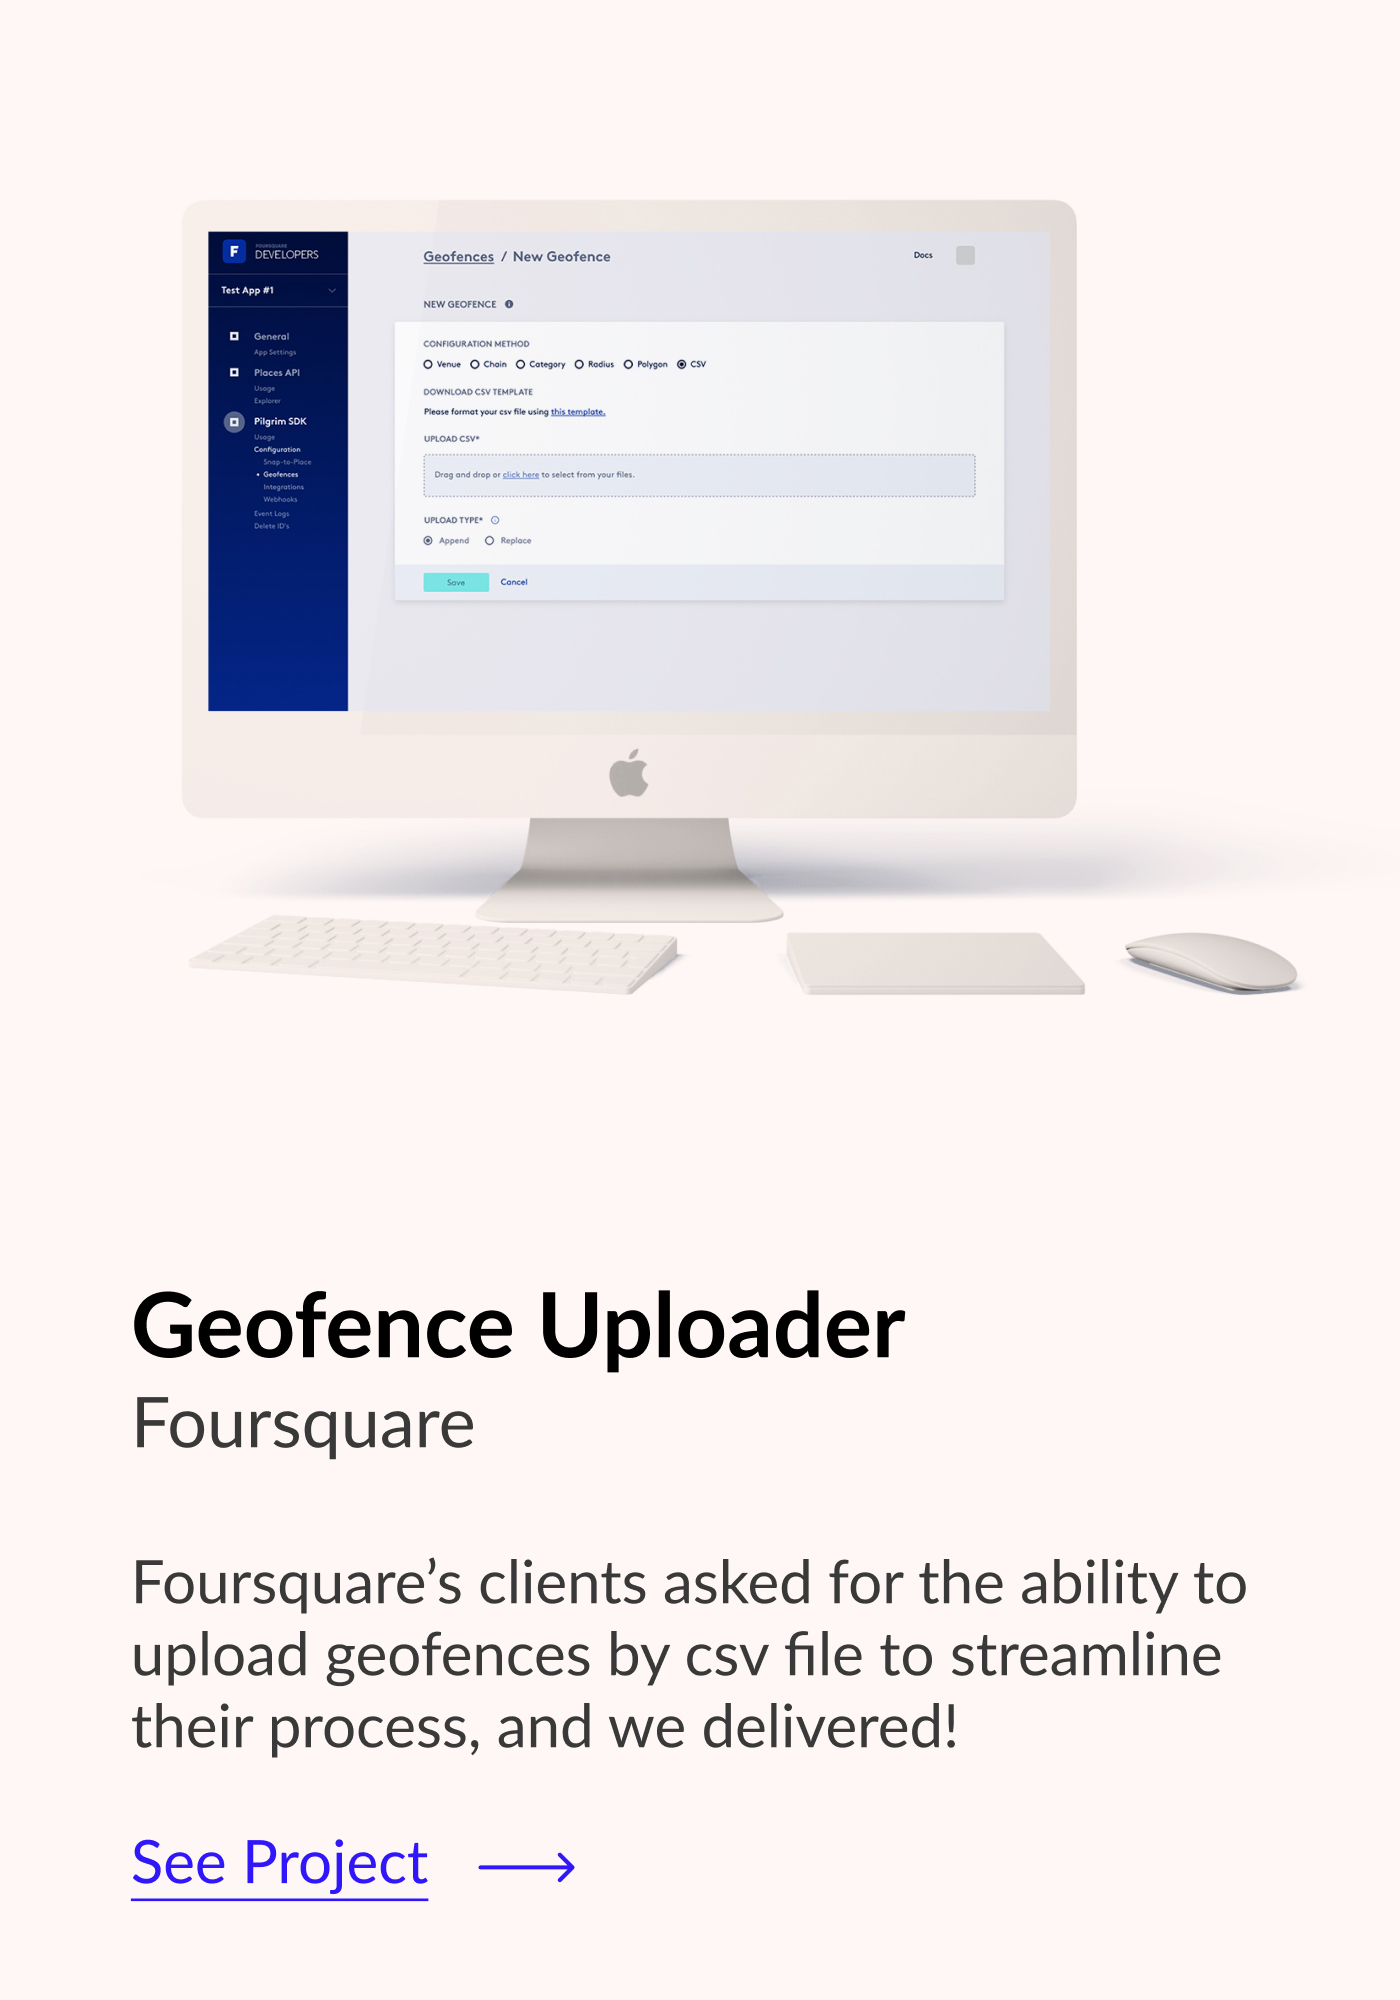 F
FOURSQUARE
DEVELOPERS
Test App #1
General
App Settings
Places API
Usage
Explorer
Pilgrim SDK
Usage
Configuration
Snap-to-Place
• Geofences
Integrations
Webhooks
Event Logs
Delete ID's
Geofences / New Geofence
Docs
NEW GEOFENCE
CONFIGURATION METHOD
Venue Chain Category Radius Polygon CSV
DOWNLOAD CSV TEMPLATE
Please format your csv file using this template.
UPLOAD CSV*
Drag and drop or click here to select from your files.
UPLOAD TYPE*
Append Replace
Save Cancel
Geofence Uploader
Foursquare
Foursquare’s clients asked for the ability to
upload geofences by csv file to streamline
their process, and we delivered!
See Project